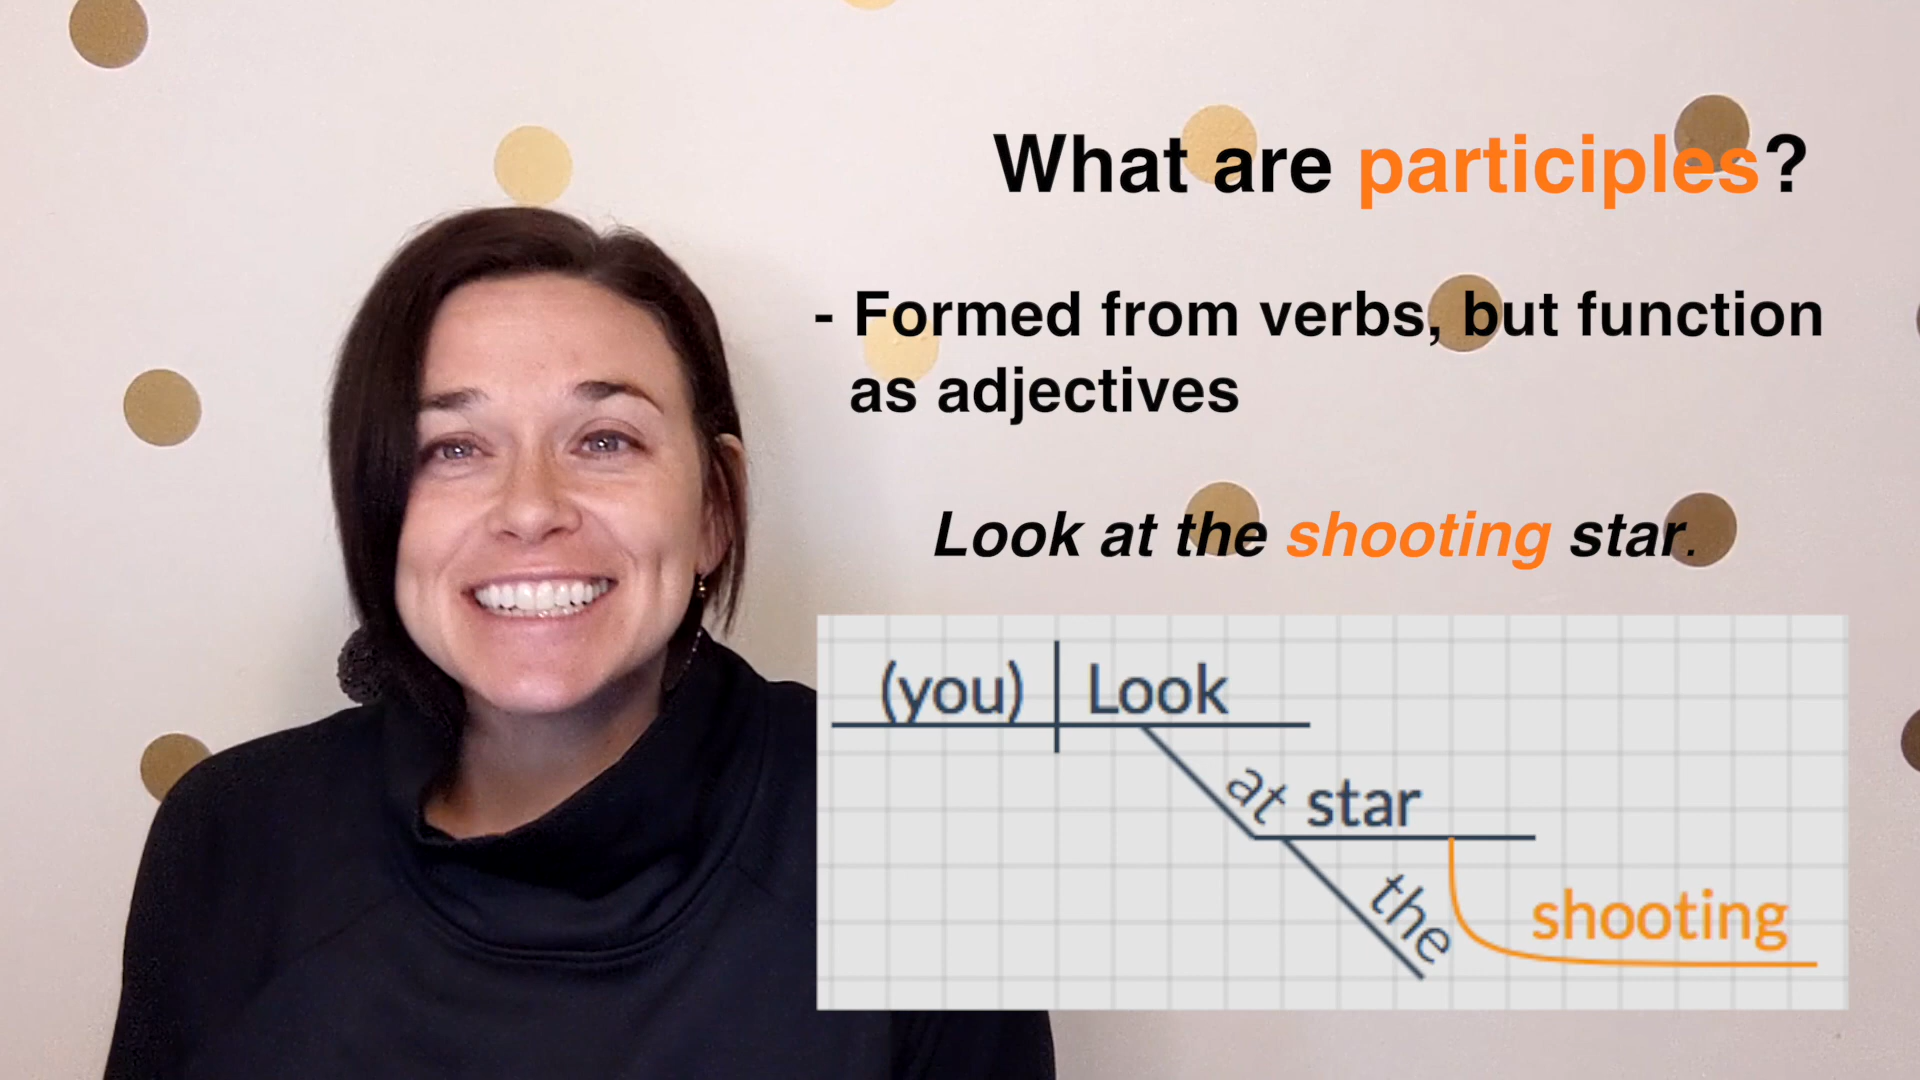 What are participles?
- Formed from verbs, but function
as adjectives
Look at the shooting star.
(you) Look
at star
the
shooting